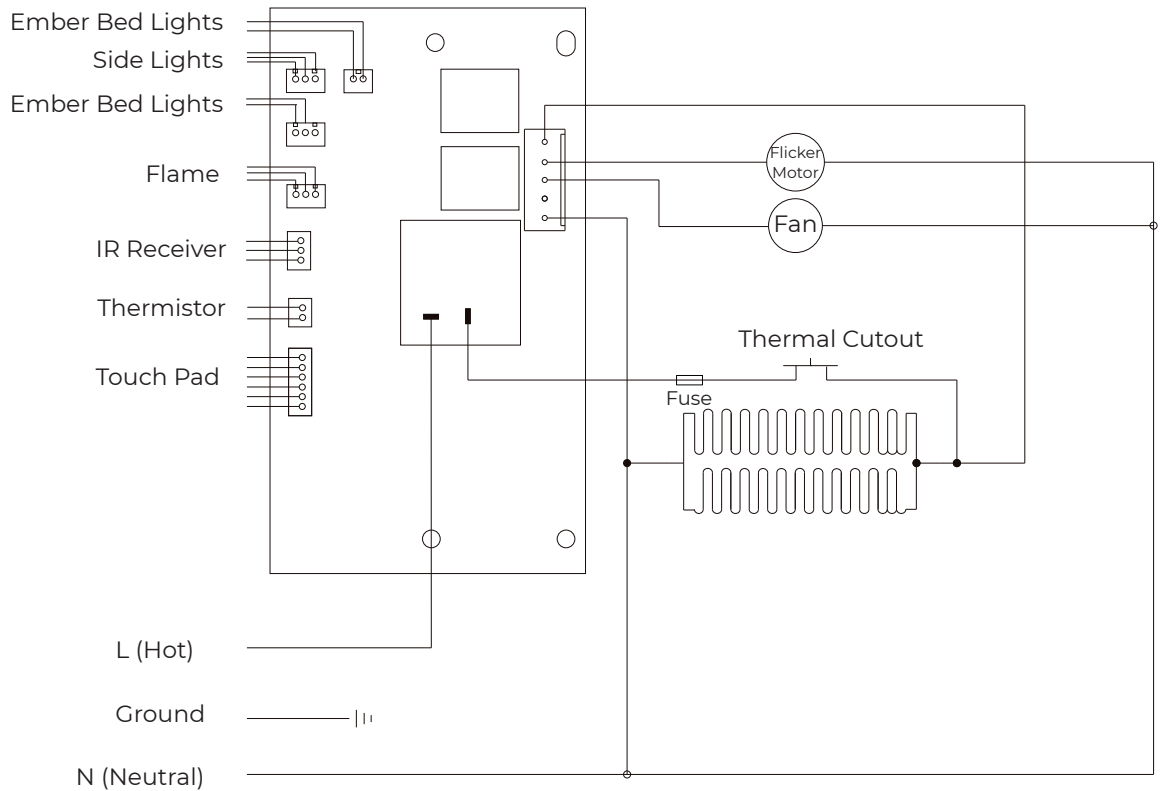 Ember Bed Lights
Side Lights
Ember Bed Lights
Flame
IR Receiver
Thermistor
Touch Pad
Flicker
Motor
Fan
Thermal Cutout
Fuse
L (Hot)
Ground
N (Neutral)